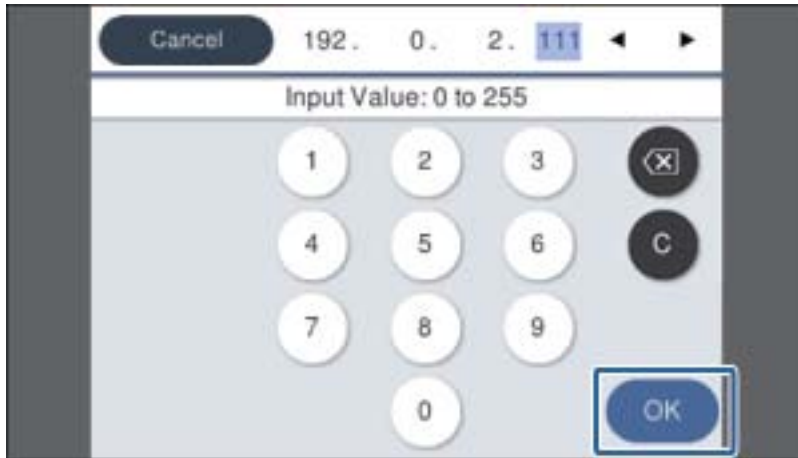 Cancel 192. 0. 2. 111 ◄ ►
Input Value: 0 to 255
1 2 3
4 5 6 C
7 8 9
0 OK